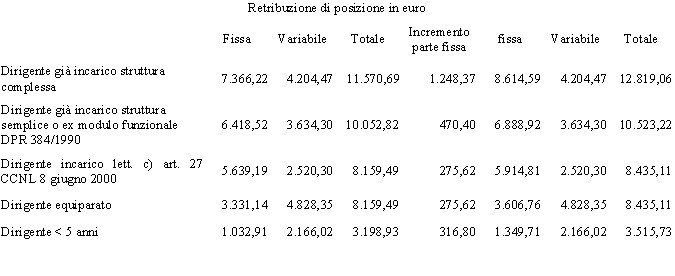 Retribuzione di posizione in euro
Fissa Variabile Totale Incremento parte fissa fissa Variabile Totale
Dirigente già incarico struttura
complessa 7.366,22 4.204,47 11.570,69 1.248,37 8.614,59 4.204,47 12.819,06
Dirigente già incarico struttura
semplice o ex modulo funzionale 6.418,52 3.634,30 10.052,82 470,40 6.888,92 3.634,30 10.523,22
DPR 384/1990
Dirigente incarico lett. c) art. 27 5.639,19 2.520,30 8.159,49 275,62 5.914,81 2.520,30 8.435,11
CCNL 8 giugno 2000
Dirigente equiparato 3.331,14 4.828,35 8.159,49 275,62 3.606,76 4.828,35 8.435,11
Dirigente < 5 anni 1.032,91 2.166,02 3.198,93 316,80 1.349,71 2.166,02 3.515,73